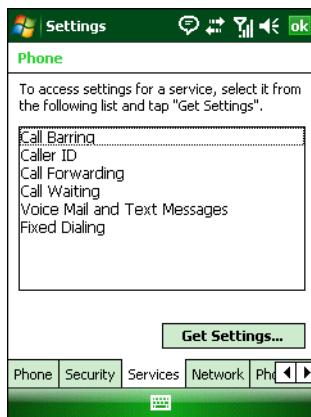 Settings
ok
Phone
To access settings for a service, select it from
the following list and tap "Get Settings".
Call Barring
Caller ID
Call Forwarding
Call Waiting
Voice Mail and Text Messages
Fixed Dialing
Get Settings...
Phone Security Services Network